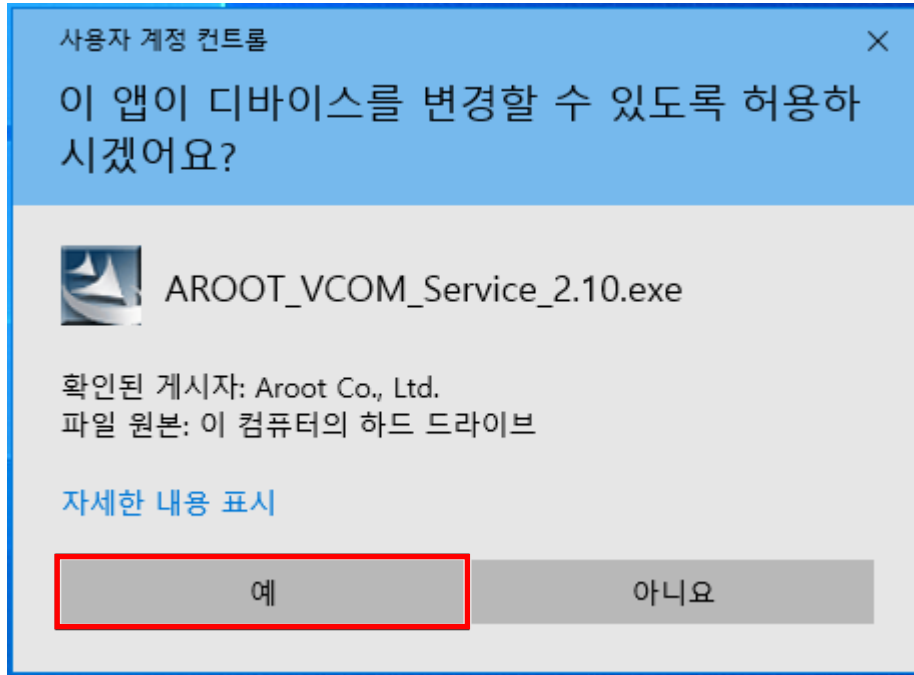 사용자 계정 컨트롤
이 앱이 디바이스를 변경할 수 있도록 허용하
시겠어요?
AROOT_VCOM_Service_2.10.exe
확인된 게시자: Aroot Co., Ltd.
파일 원본: 이 컴퓨터의 하드 드라이브
자세한 내용 표시
예
아니요